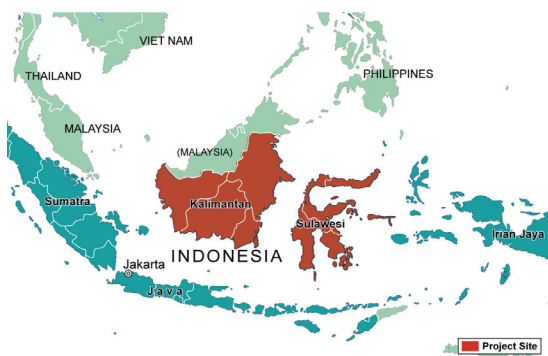 VIET NAM
THAILAND
PHILIPPINES
MALAYSIA
(MALAYSIA)
Sumatra
Kalimantan
Sulawesi
Irian Jaya
INDONESIA
Jakarta
Java
Project Site